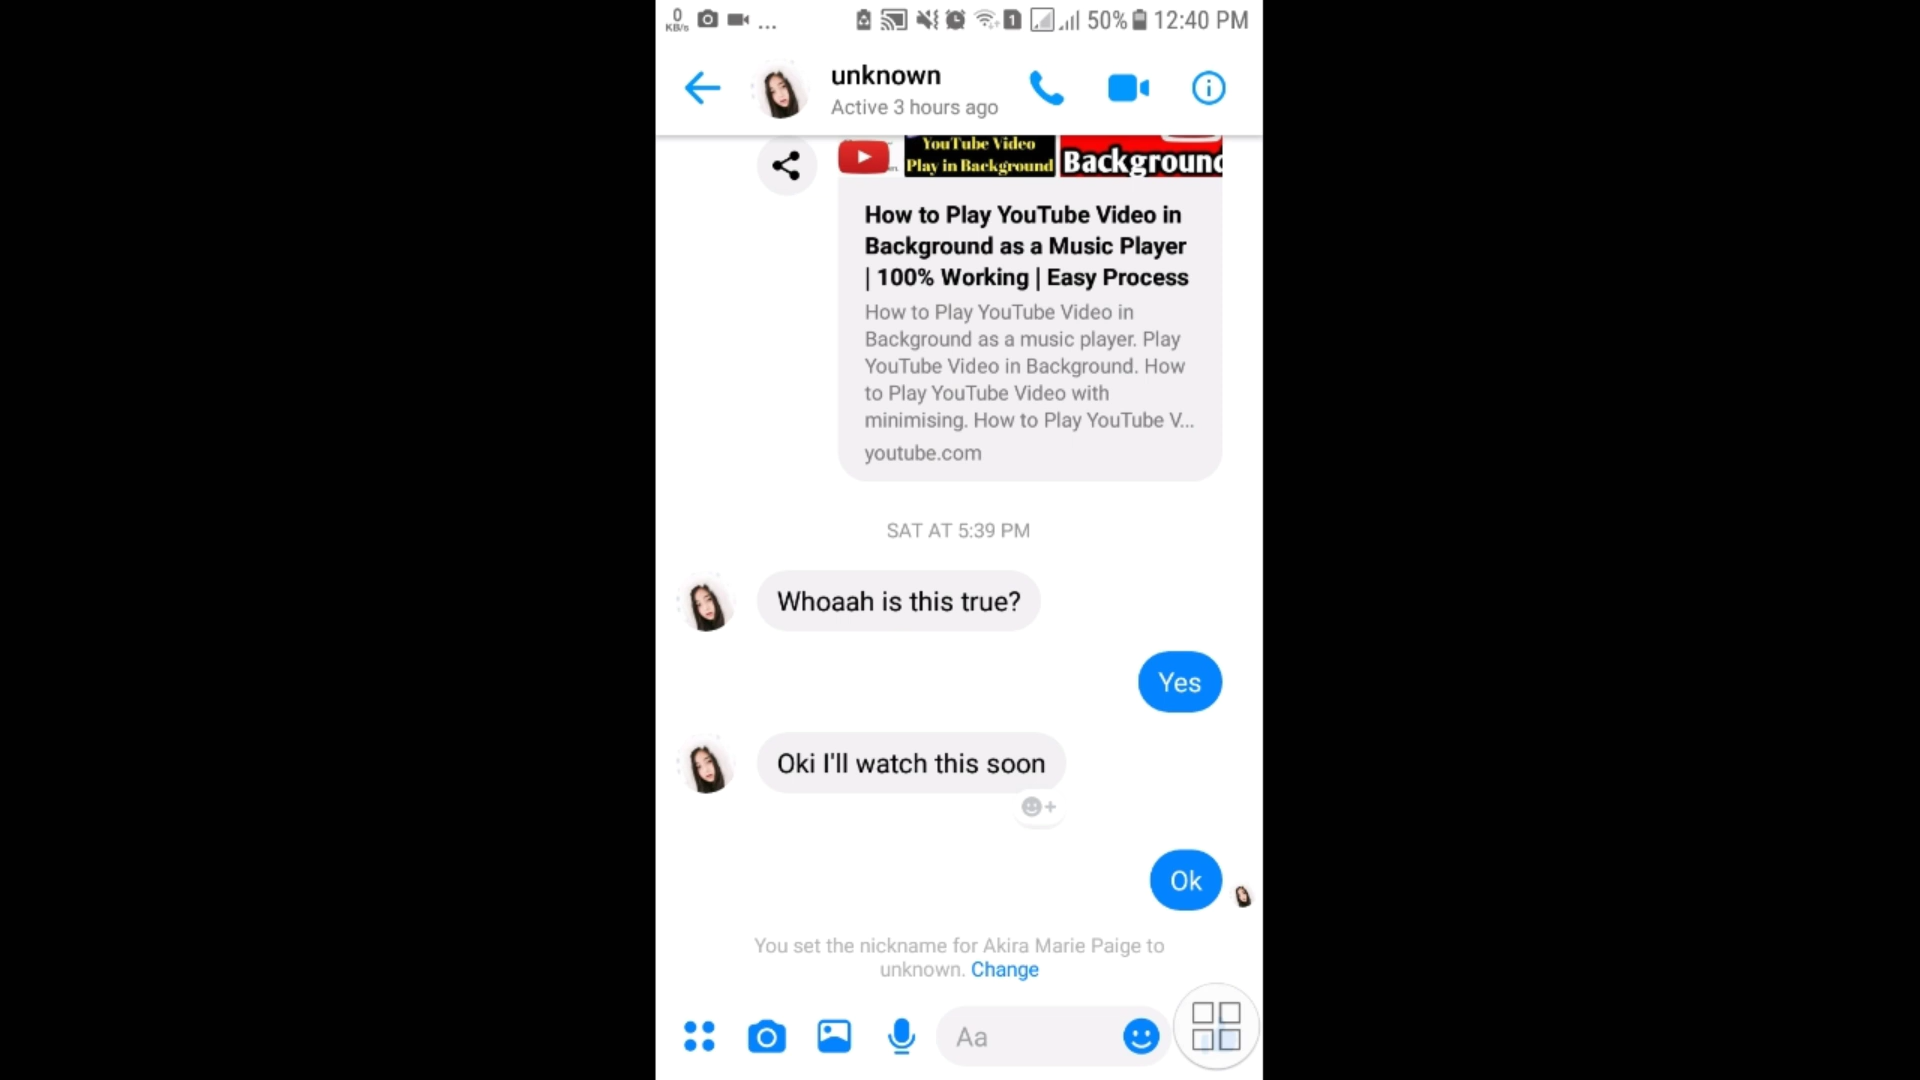 0
KB/s
...
1
50%
12:40 PM
unknown
Active 3 hours ago
YouTube Video
Play in Background
Background
How to Play YouTube Video in
Background as a Music Player
| 100% Working | Easy Process
How to Play YouTube Video in
Background as a music player. Play
YouTube Video in Background. How
to Play YouTube Video with
minimising. How to Play YouTube V...
youtube.com
SAT AT 5:39 PM
Whoaah is this true?
Yes
Oki I'll watch this soon
Ok
You set the nickname for Akira Marie Paige to
unknown. Change
Aa